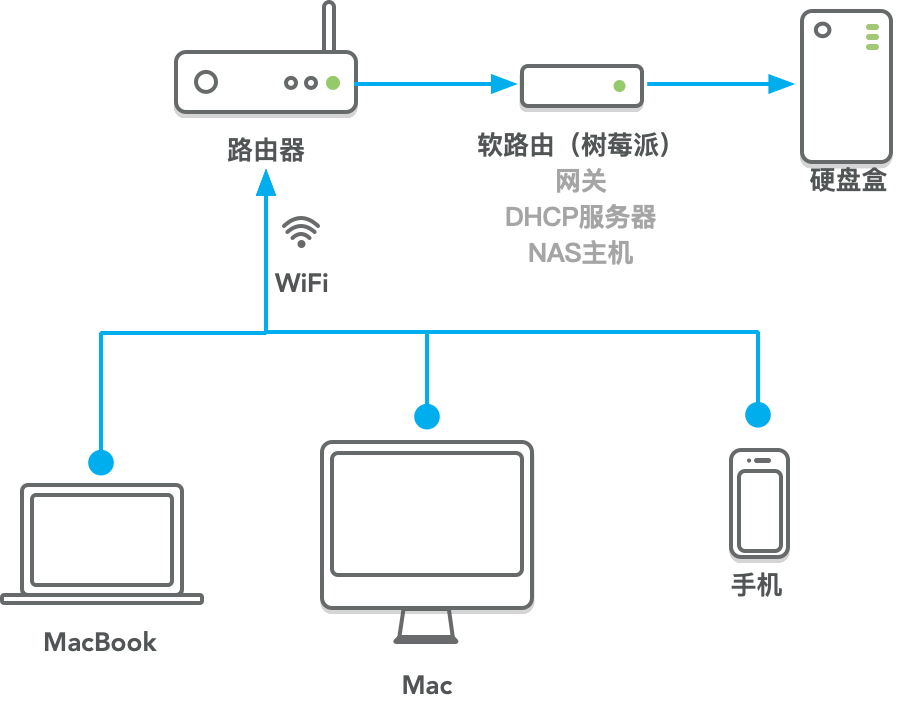 路由器
软路由（树莓派）
网关
DHCP服务器
NAS主机
硬盘盒
WiFi
MacBook
Mac
手机